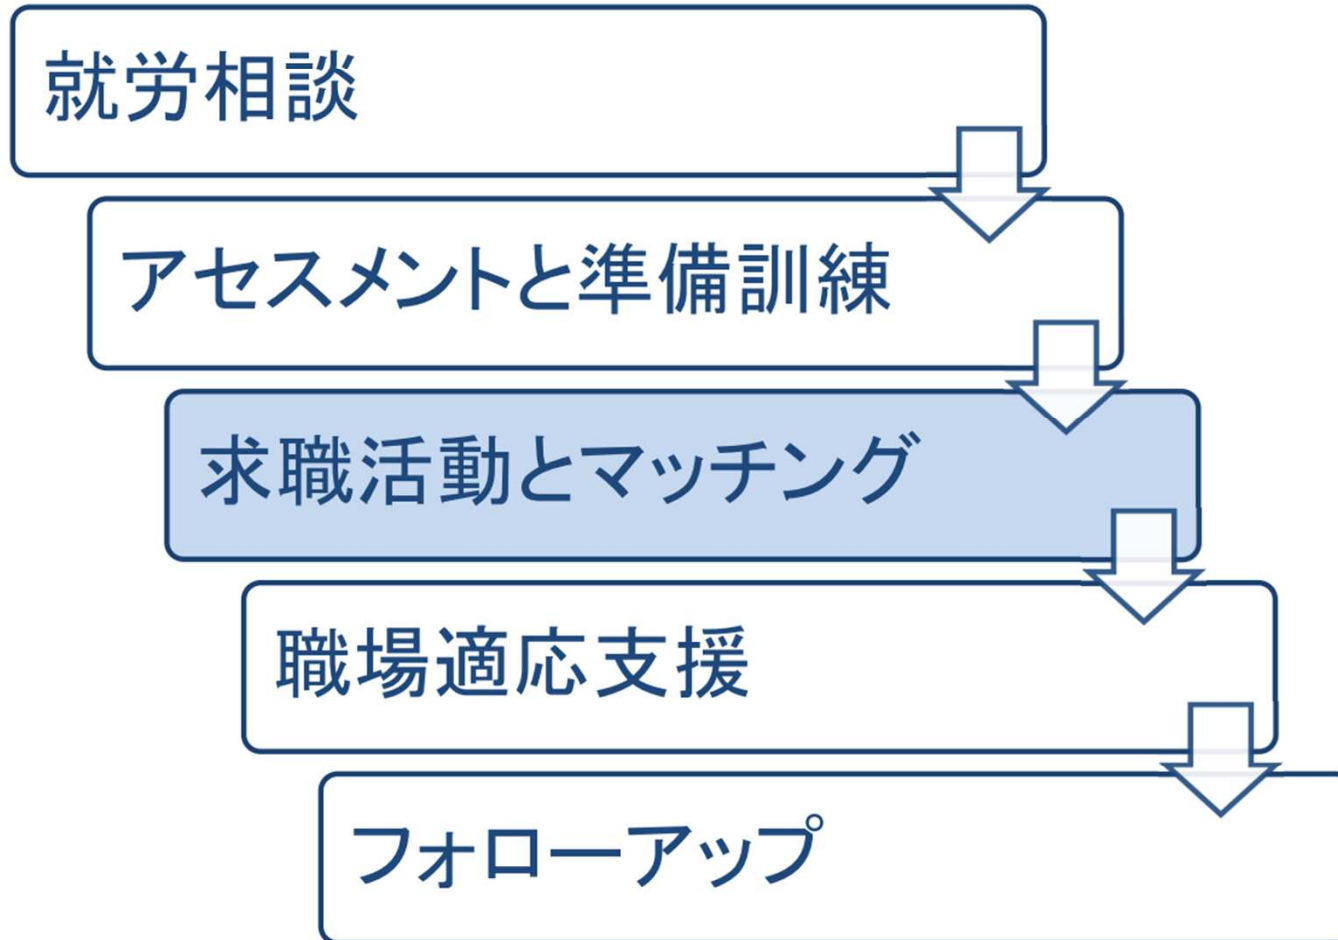 就労相談
アセスメントと準備訓練
求職活動とマッチング
職場適応支援
フォローアップ